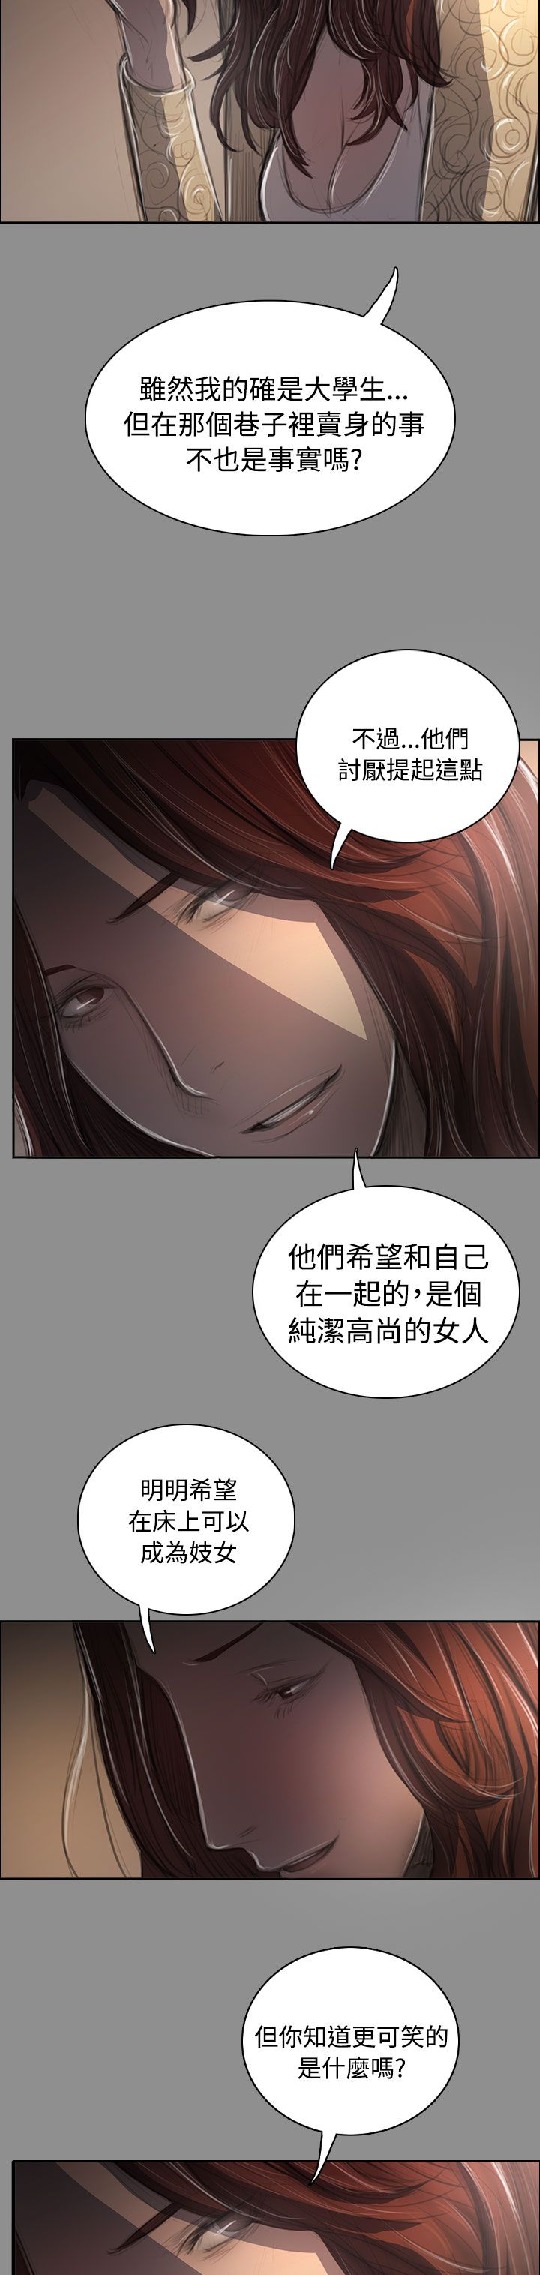 雖然我的確是大學生...
但在那個巷子裡賣身的事
不也是事實嗎?
不過...他們
討厭提起這點
他們希望和自己
在一起的，是個
純潔高尚的女人
明明希望
在床上可以
成為妓女
但你知道更可笑的
是什麼嗎?